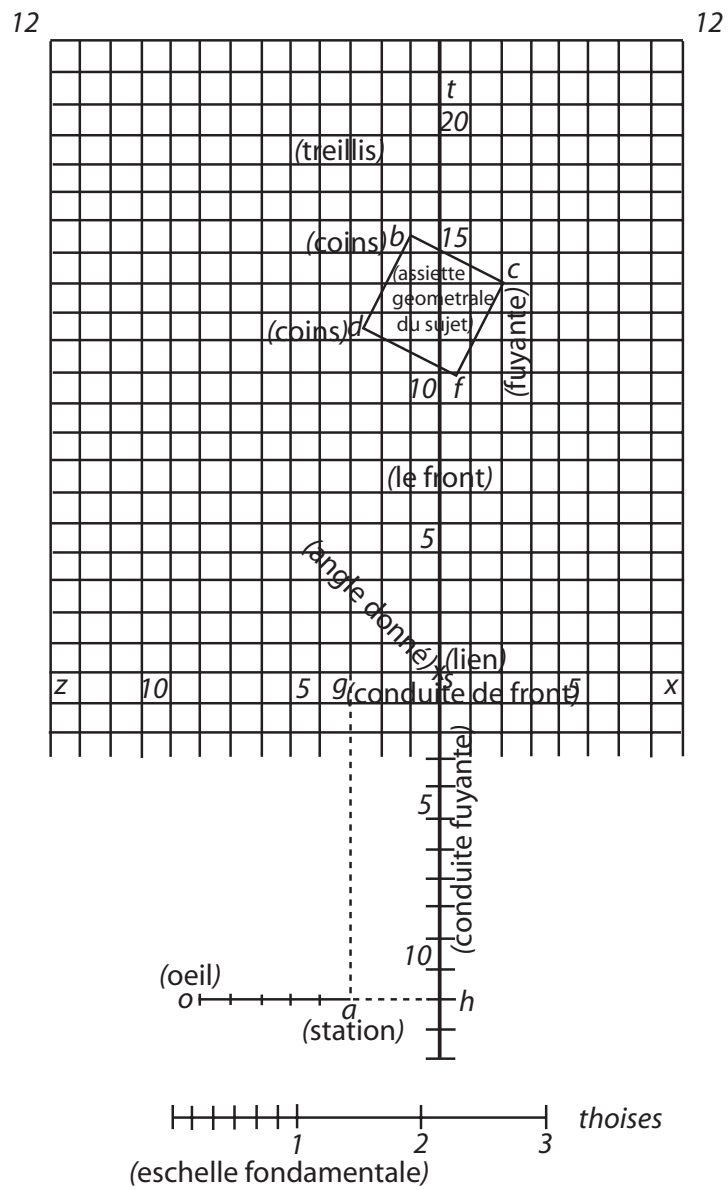 12 12
t
20
(treillis)
(coins) b 15
c
(assiette
geometrale
du sujet)
(coins) d
(fuyante)
10 f
(le front)
5
(angle donné)
(lien)
s
z 10 5 g (conduite de front) 5 x
(conduite fuyante)
5
10
(oeil)
o h
a
(station)
thoises
1 2 3
(eschelle fondamentale)